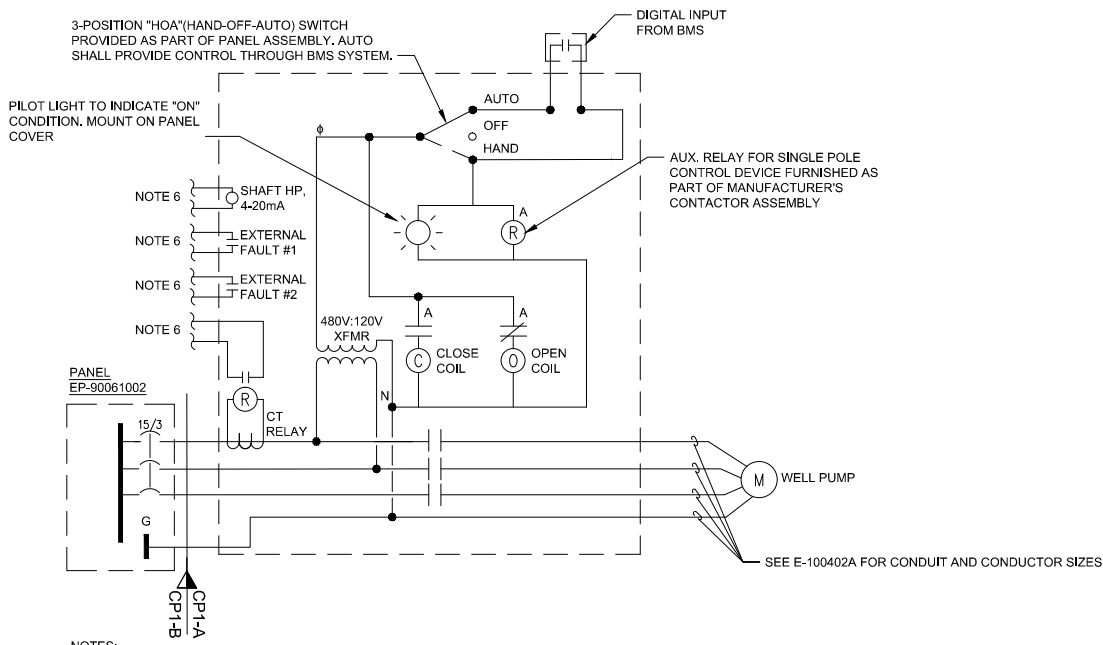 3-POSITION "HOA"(HAND-OFF-AUTO) SWITCH
PROVIDED AS PART OF PANEL ASSEMBLY. AUTO
SHALL PROVIDE CONTROL THROUGH BMS SYSTEM.
DIGITAL INPUT
FROM BMS
PILOT LIGHT TO INDICATE "ON"
CONDITION. MOUNT ON PANEL
COVER
ϕ
AUTO
OFF
HAND
AUX. RELAY FOR SINGLE POLE
CONTROL DEVICE FURNISHED AS
PART OF MANUFACTURER'S
CONTACTOR ASSEMBLY
NOTE 6
SHAFT HP,
4-20mA
A
R
NOTE 6
EXTERNAL
FAULT #1
NOTE 6
EXTERNAL
FAULT #2
NOTE 6
480V:120V
XFMR
A
A
C
CLOSE
COIL
O
OPEN
COIL
PANEL
EP-90061002
R
N
CT
RELAY
15/3
M
WELL PUMP
G
SEE E-100402A FOR CONDUIT AND CONDUCTOR SIZES
CP1-B
CP1-A
NOTES: